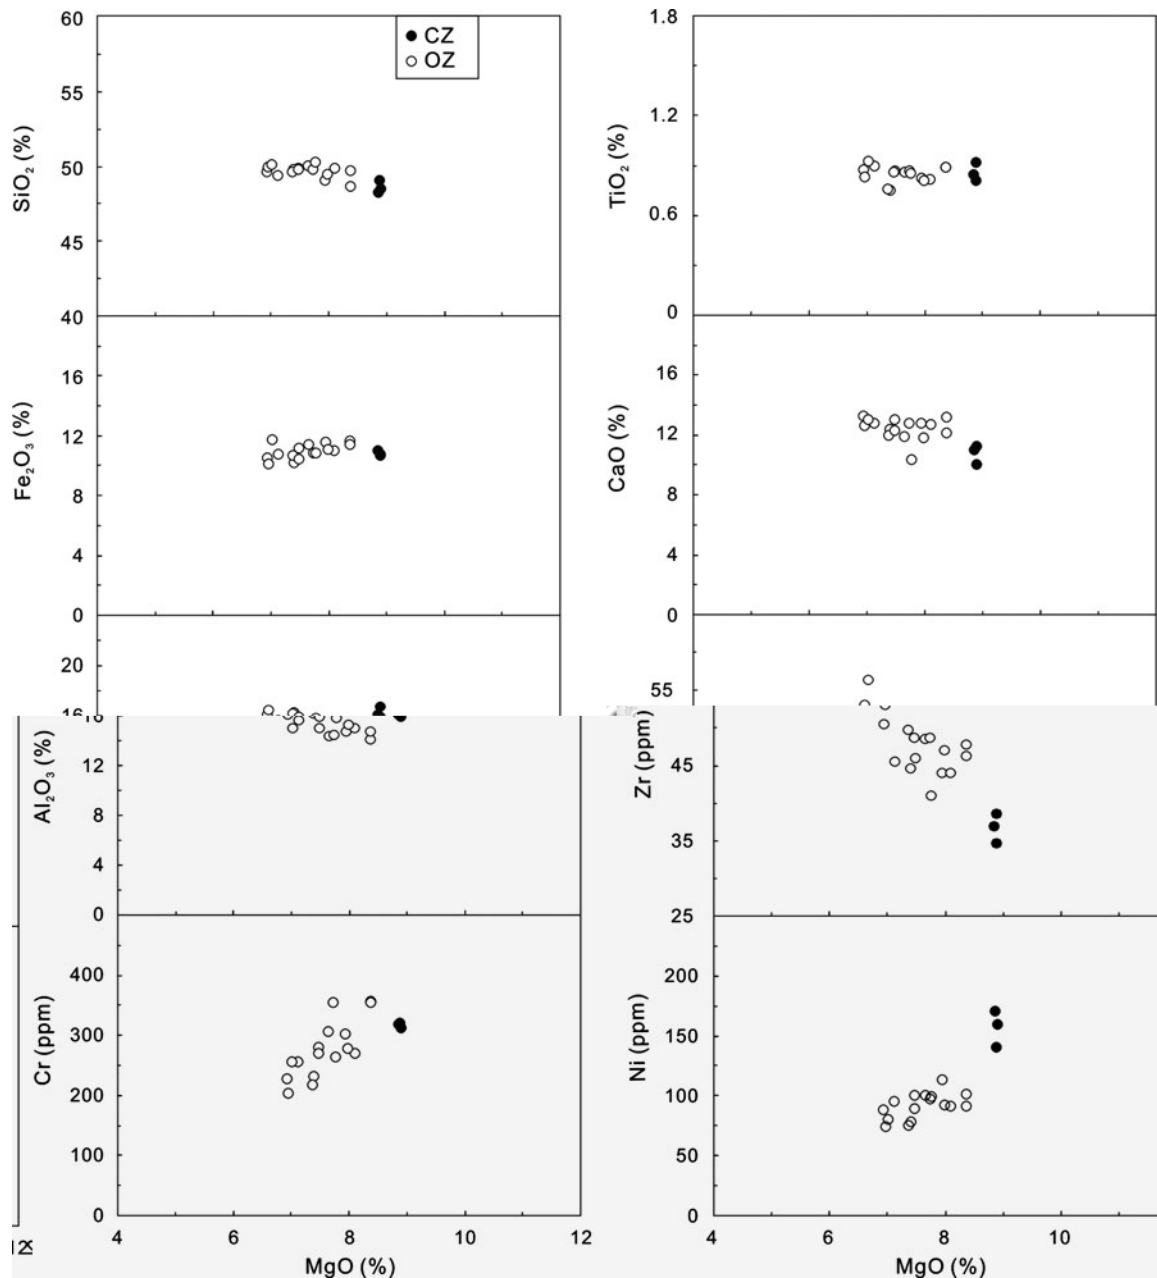 60
55
50
45
40
SiO₂ (%)
● CZ
○ OZ
1.8
1.2
0.6
0
TiO₂ (%)
16
12
8
4
0
Fe₂O₃ (%)
16
12
8
4
0
CaO (%)
20
16
12
8
4
0
Al₂O₃ (%)
55
45
35
25
Zr (ppm)
400
300
200
100
0
Cr (ppm)
200
150
100
50
0
Ni (ppm)
4 6 8 10 12
MgO (%)
4 6 8 10
MgO (%)